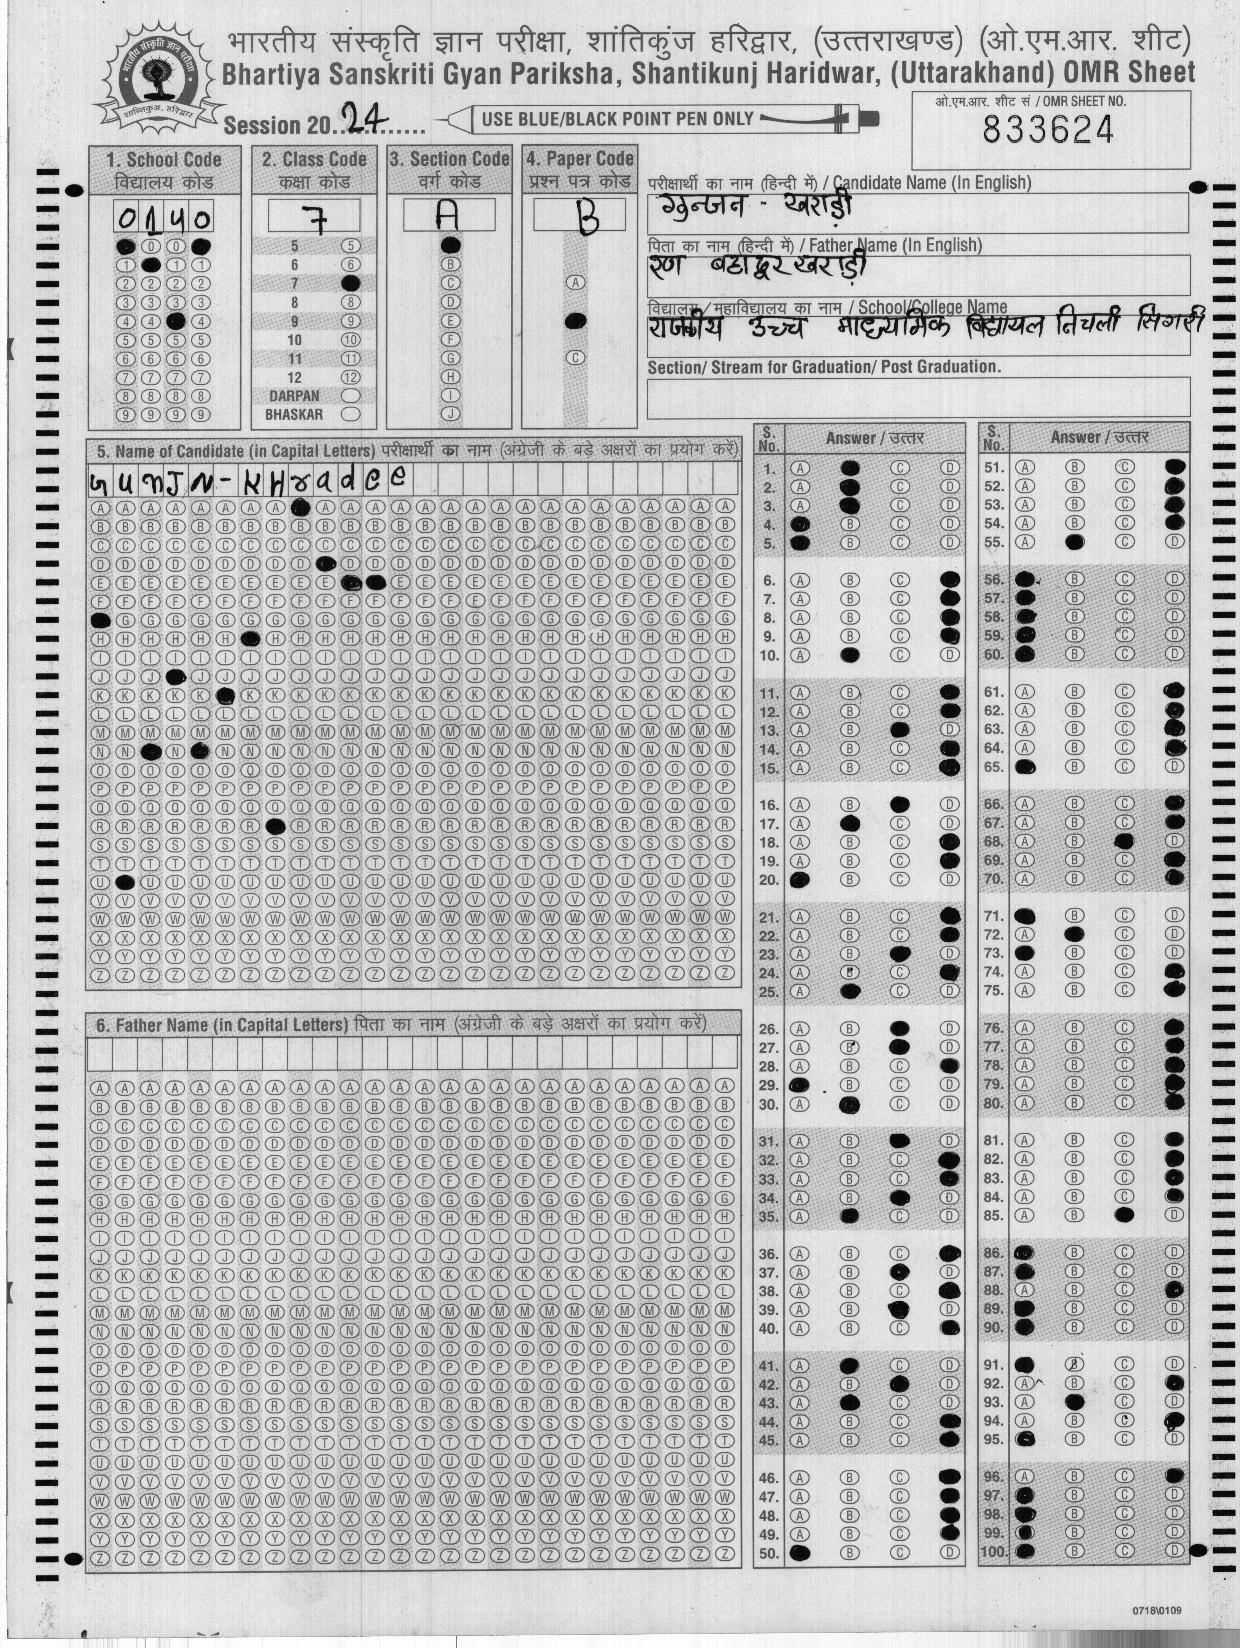 भारतीय संस्कृति ज्ञान परीक्षा, शांतिकुंज हरिद्वार, (उत्तराखण्ड) (ओ.एम.आर. शीट)
Bhartiya Sanskriti Gyan Pariksha, Shantikunj Haridwar, (Uttarakhand) OMR Sheet
Session 2024
USE BLUE/BLACK POINT PEN ONLY
ओ.एम.आर. शीट सं / OMR SHEET NO.
833624
1. School Code
विद्यालय कोड
0140
2. Class Code
कक्षा कोड
7
5
6
7
8
9
10
11
12
DARPAN
BHASKAR
3. Section Code
वर्ग कोड
A
4. Paper Code
प्रश्न पत्र कोड
B
परीक्षार्थी का नाम (हिन्दी में) / Candidate Name (In English)
गुन्जन - खराड़ी
पिता का नाम (हिन्दी में) / Father Name (In English)
रण बहादुर खराड़ी
विद्यालय / महाविद्यालय का नाम / School/College Name
राजकीय उच्च माध्यमिक विद्यायल निचली सिगरी
Section/ Stream for Graduation/ Post Graduation.
5. Name of Candidate (in Capital Letters) परीक्षार्थी का नाम (अंग्रेजी के बड़े अक्षरों का प्रयोग करें)
GUnJN-KHradee
6. Father Name (in Capital Letters) पिता का नाम (अंग्रेजी के बड़े अक्षरों का प्रयोग करें)
S. No. Answer / उत्तर
S. No. Answer / उत्तर
0718\0109